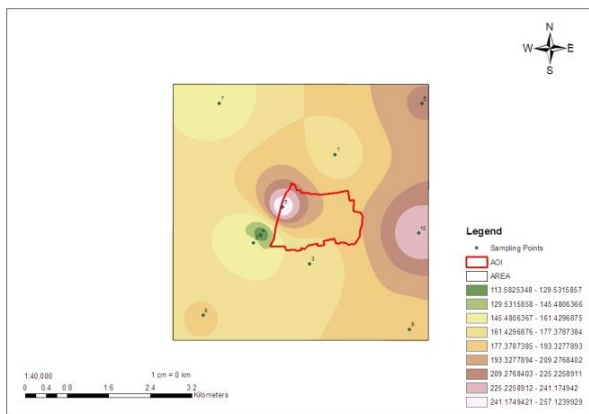 N
W E
S
7
6
1
10
3
8
9
Legend
Sampling Points
AOI
AREA
113.5825348 - 129.5315857
129.5315858 - 145.4806366
145.4806367 - 161.4296875
161.4296876 - 177.3787384
177.3787385 - 193.3277893
193.3277894 - 209.2768402
209.2768403 - 225.2258911
225.2258912 - 241.174942
241.1749421 - 257.1239929
1:40,000 1 cm = 0 km
0 0.4 0.8 1.6 2.4 3.2
Kilometers